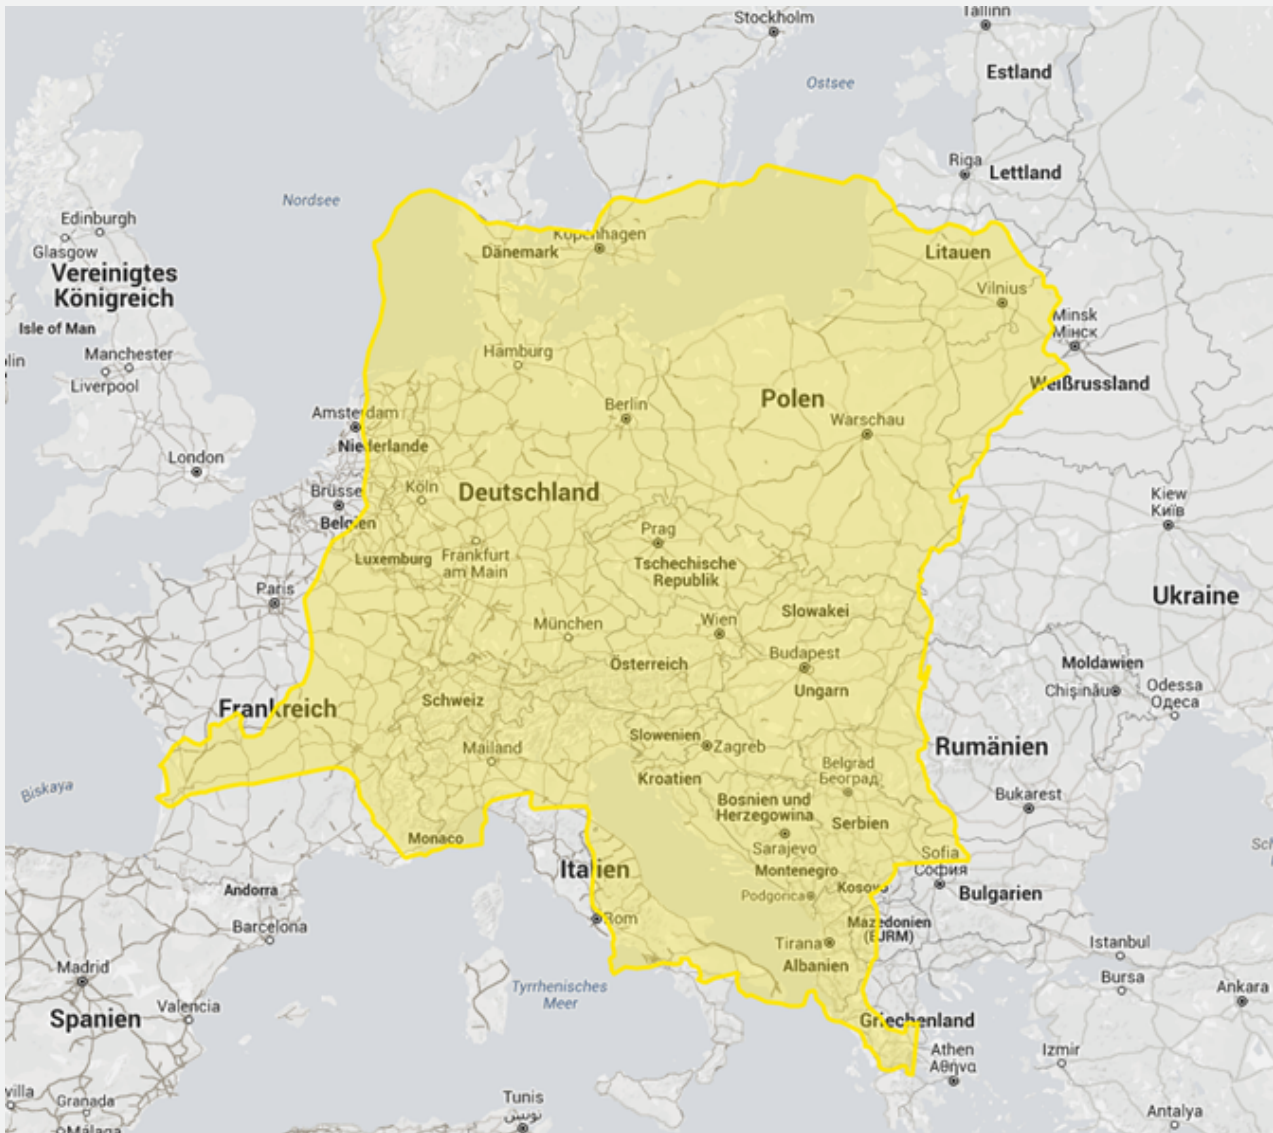 Stockholm
Tallinn
Ostsee
Estland
Riga
Lettland
Nordsee
Edinburgh
Glasgow
Vereinigtes
Königreich
Kopenhagen
Dänemark
Litauen
Vilnius
Isle of Man
Minsk
Мінск
lin
Manchester
Liverpool
Hamburg
Weißrussland
Amsterdam
Berlin
Polen
Warschau
Niederlande
London
Köln
Deutschland
Brüssel
Belgien
Kiew
Київ
Prag
Luxemburg
Frankfurt
am Main
Tschechische
Republik
Paris
Ukraine
Slowakei
München
Wien
Österreich
Budapest
Ungarn
Moldawien
Chișinău
Odessa
Одеса
Frankreich
Schweiz
Slowenien
Zagreb
Mailand
Rumänien
Kroatien
Belgrad
Београд
Biskaya
Bosnien und
Herzegowina
Bukarest
Serbien
Monaco
Sarajevo
Sofia
София
Sc
Italien
Montenegro
Andorra
Podgorica
Kosovo
Bulgarien
Barcelona
Rom
Mazedonien
(EJRM)
Tirana
Istanbul
Madrid
Albanien
Bursa
Ankara
Tyrrhenisches
Meer
Valencia
Spanien
Griechenland
Athen
Αθήνα
Izmir
villa
Granada
Tunis
تونس
Antalya
Málaga